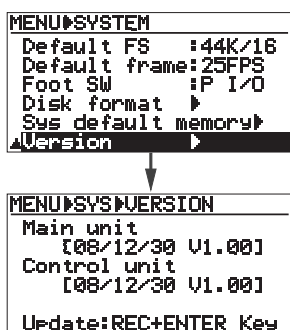 MENU▶SYSTEM
Default FS :44K/16
Default frame:25FPS
Foot SW :P I/O
Disk format ▶
Sys default memory▶
▲Version ▶
MENU▶SYS▶VERSION
Main unit
[08/12/30 V1.00]
Control unit
[08/12/30 V1.00]
Update:REC+ENTER Key